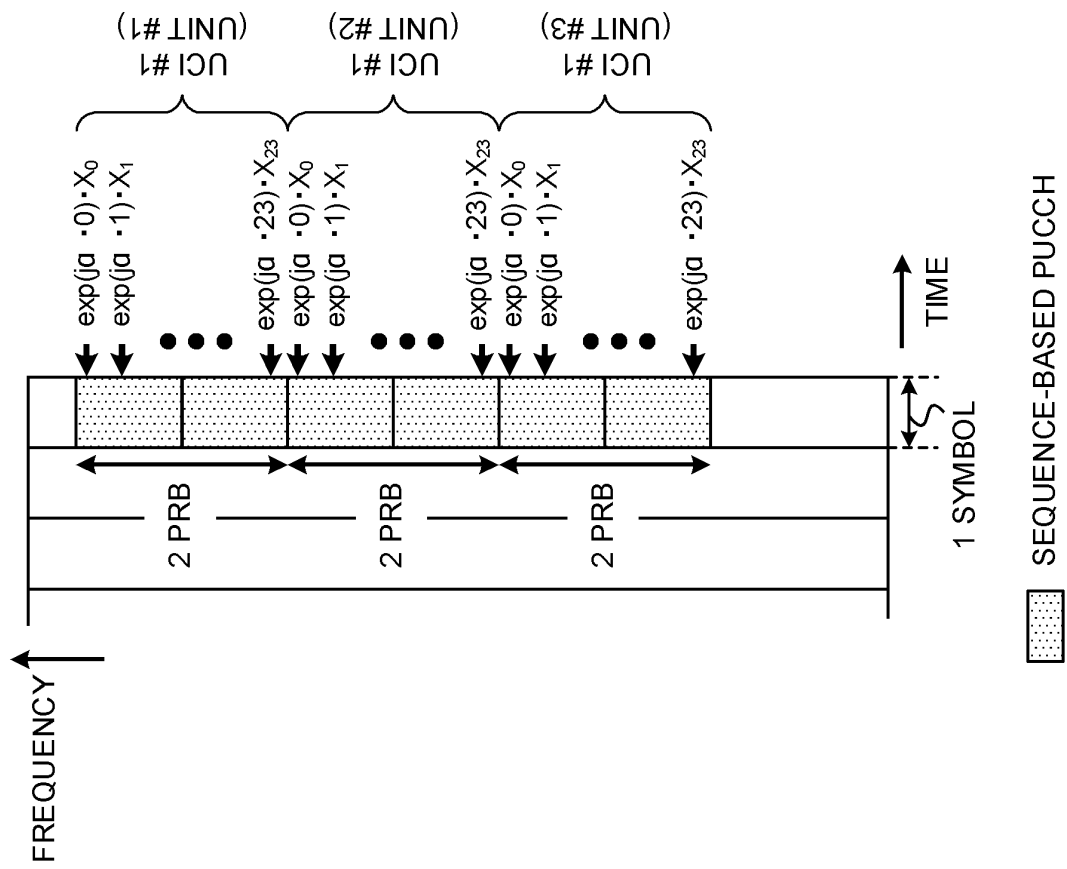 FREQUENCY
2 PRB
2 PRB
2 PRB
exp(jα ·0)·X₀
exp(jα ·1)·X₁
exp(jα ·23)·X₂₃
exp(jα ·0)·X₀
exp(jα ·1)·X₁
exp(jα ·23)·X₂₃
exp(jα ·0)·X₀
exp(jα ·1)·X₁
exp(jα ·23)·X₂₃
UCI #1
(UNIT #1)
UCI #1
(UNIT #2)
UCI #1
(UNIT #3)
TIME
1 SYMBOL
SEQUENCE-BASED PUCCH